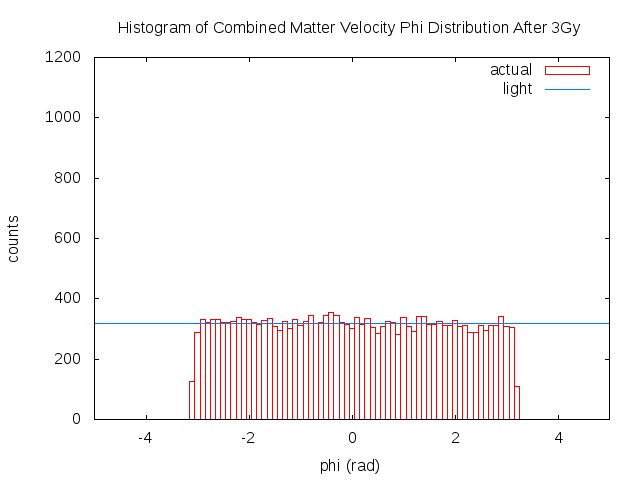 Histogram of Combined Matter Velocity Phi Distribution After 3Gy
1200
1000
800
600
400
200
0
-4
-2
0
2
4
counts
phi (rad)
actual
light